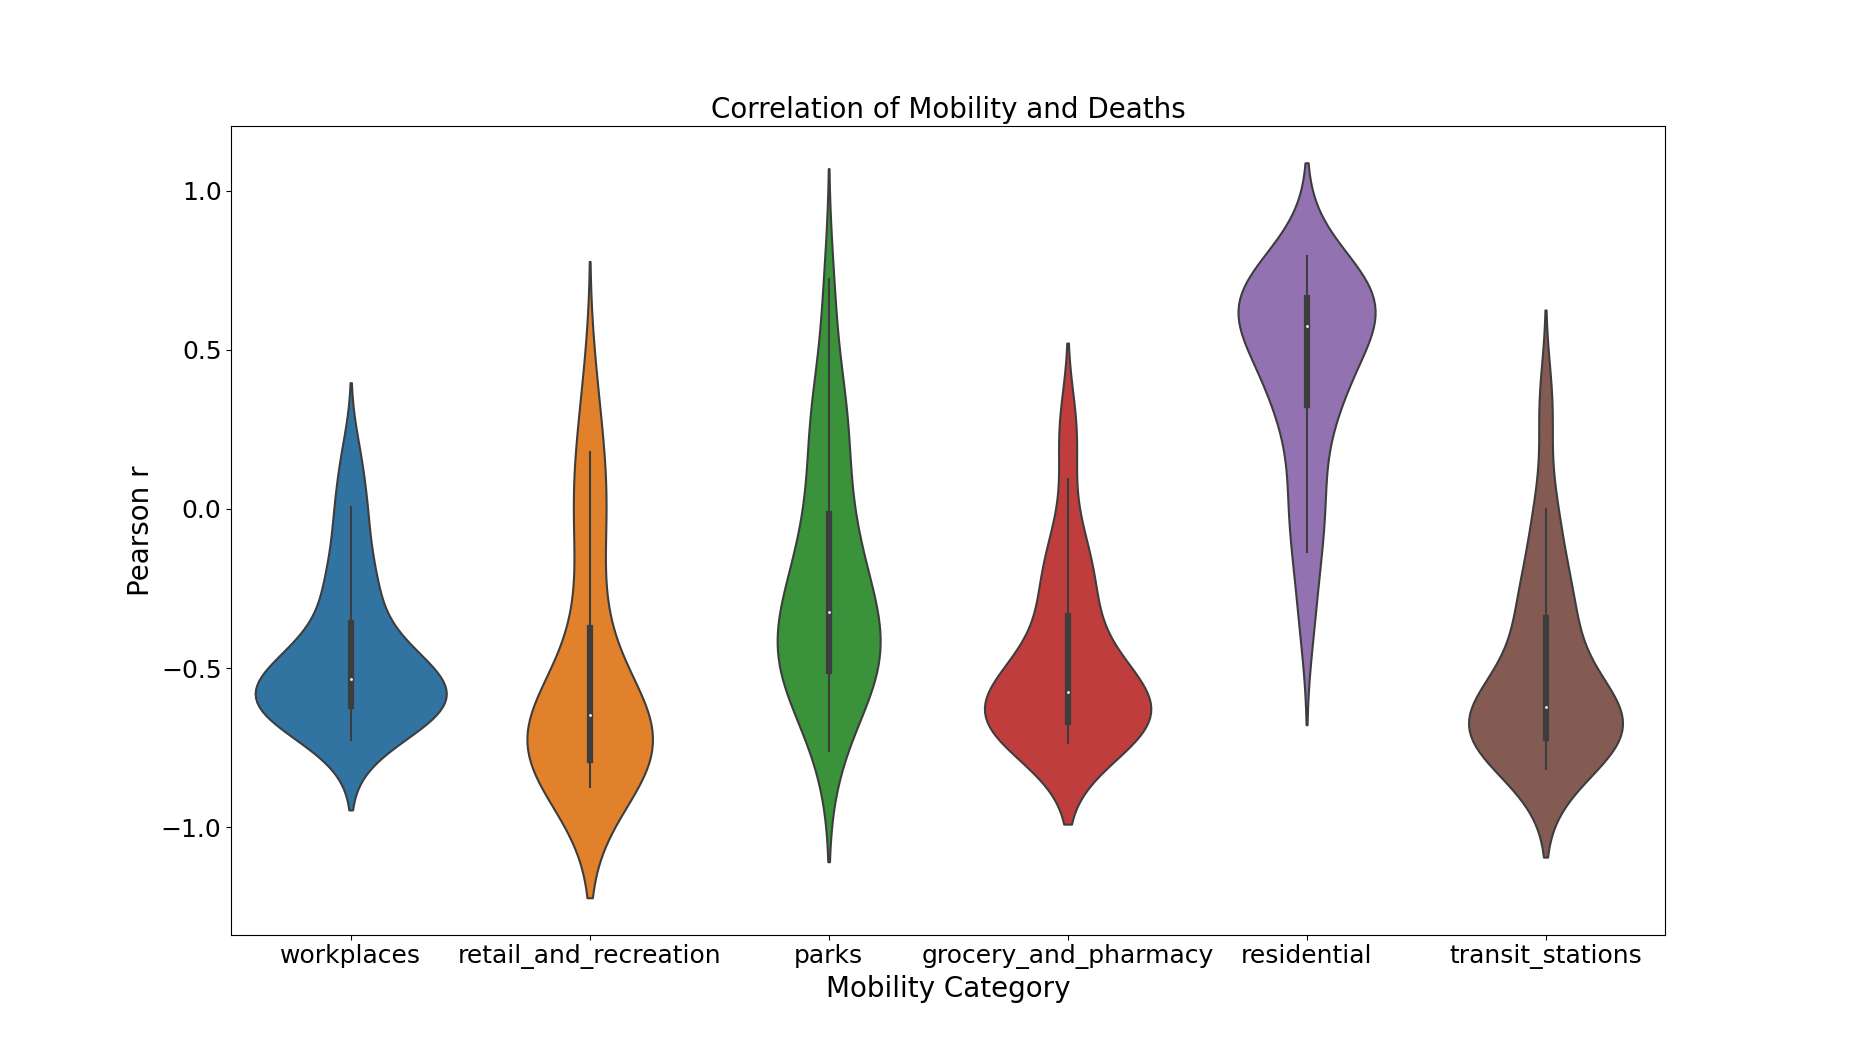 Correlation of Mobility and Deaths
1.0
0.5
0.0
−0.5
−1.0
Pearson r
workplaces retail_and_recreation parks grocery_and_pharmacy residential transit_stations
Mobility Category